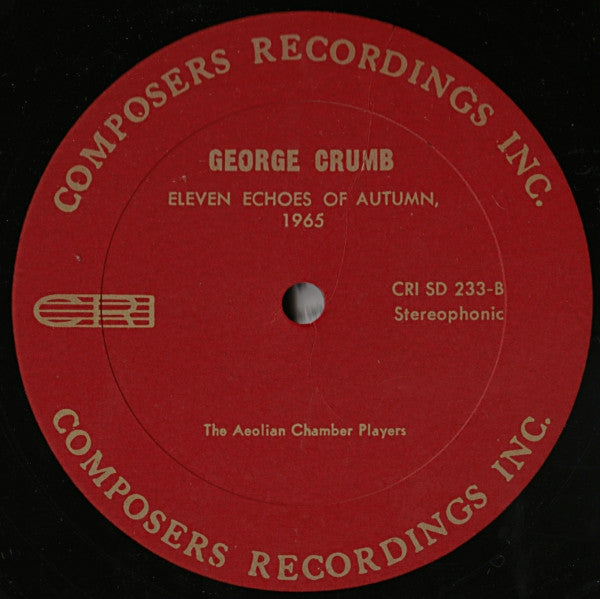 COMPOSERS RECORDINGS INC.
GEORGE CRUMB
ELEVEN ECHOES OF AUTUMN,
1965
CRI
CRI SD 233-B
Stereophonic
The Aeolian Chamber Players
COMPOSERS RECORDINGS INC.